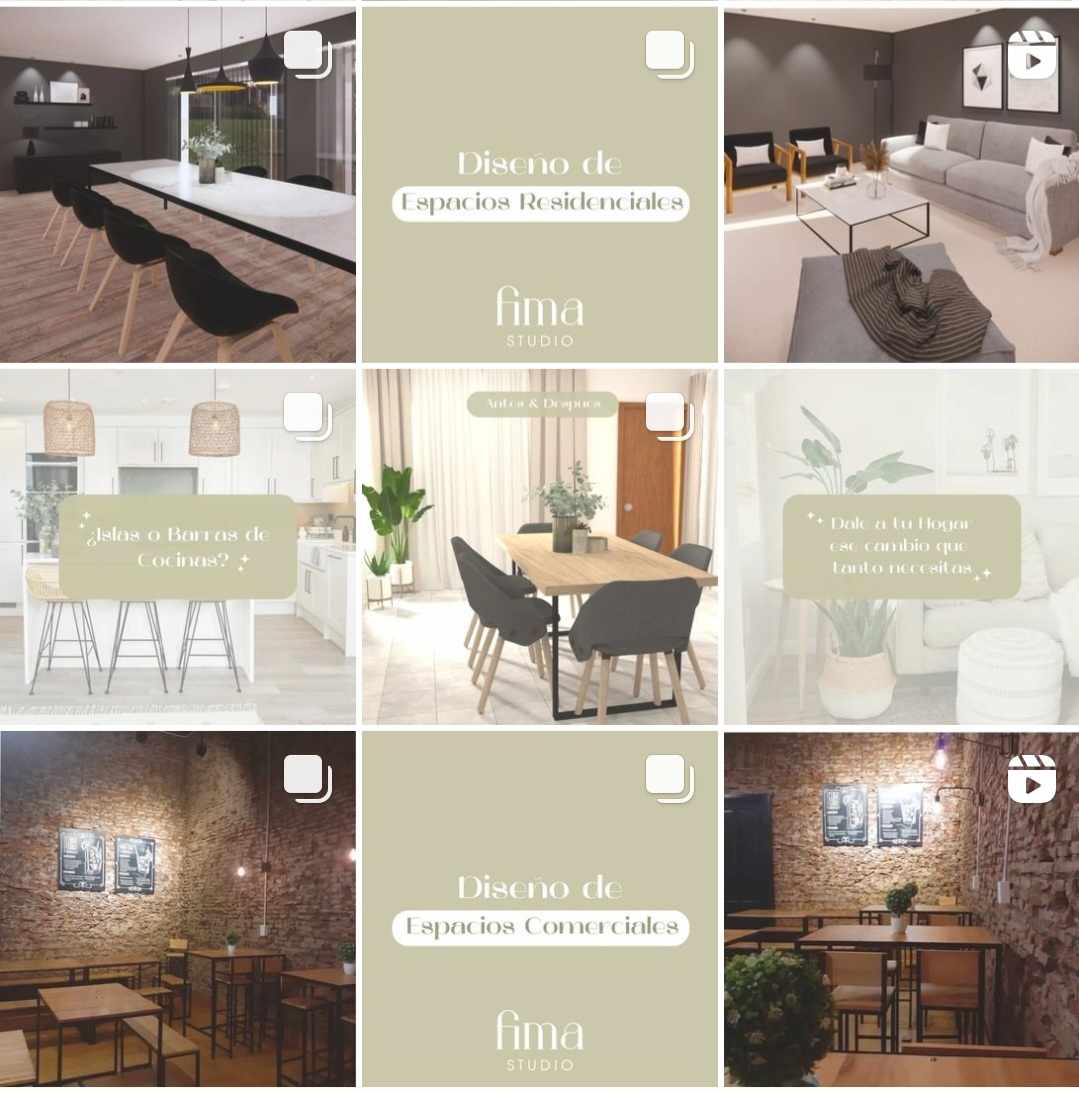 Diseño de
Espacios Residenciales
fima
STUDIO
¿Islas o Barras de
Cocinas?
Antes & Después
Dale a tu Hogar
ese cambio que
tanto necesitas
Diseño de
Espacios Comerciales
fima
STUDIO